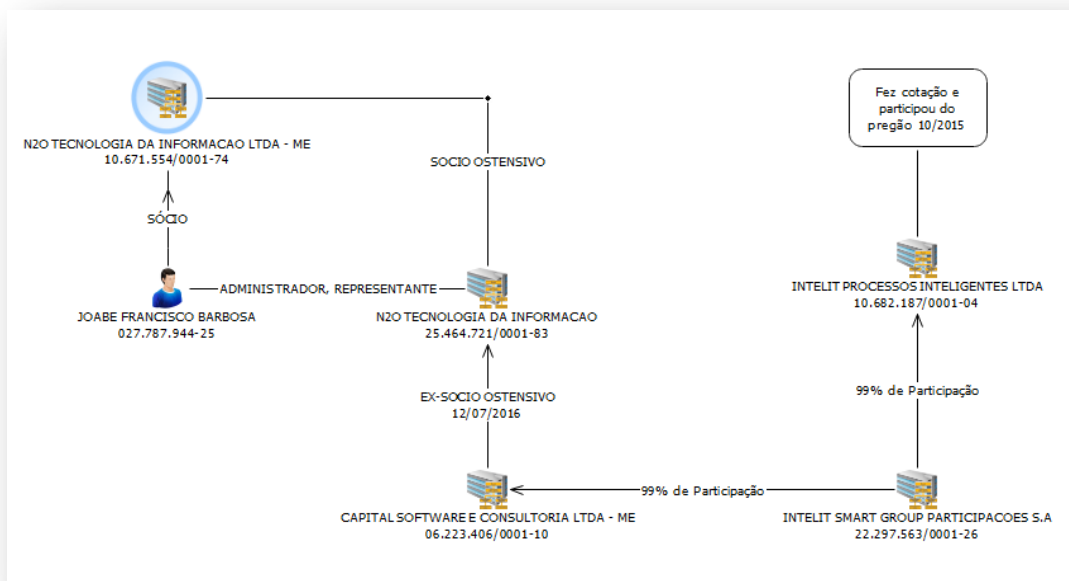 Fez cotação e
participou do
pregão 10/2015
N2O TECNOLOGIA DA INFORMACAO LTDA - ME
10.671.554/0001-74
SOCIO OSTENSIVO
SÓCIO
ADMINISTRADOR, REPRESENTANTE
JOABE FRANCISCO BARBOSA
027.787.944-25
N2O TECNOLOGIA DA INFORMACAO
25.464.721/0001-83
INTELIT PROCESSOS INTELIGENTES LTDA
10.682.187/0001-04
EX-SOCIO OSTENSIVO
12/07/2016
99% de Participação
99% de Participação
CAPITAL SOFTWARE E CONSULTORIA LTDA - ME
06.223.406/0001-10
INTELIT SMART GROUP PARTICIPACOES S.A
22.297.563/0001-26